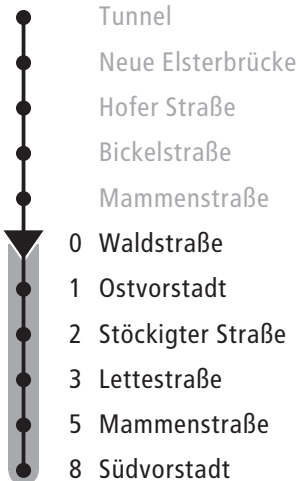 Tunnel
Neue Elsterbrücke
Hofer Straße
Bickelstraße
Mammenstraße
0 Waldstraße
1 Ostvorstadt
2 Stöckigter Straße
3 Lettestraße
5 Mammenstraße
8 Südvorstadt